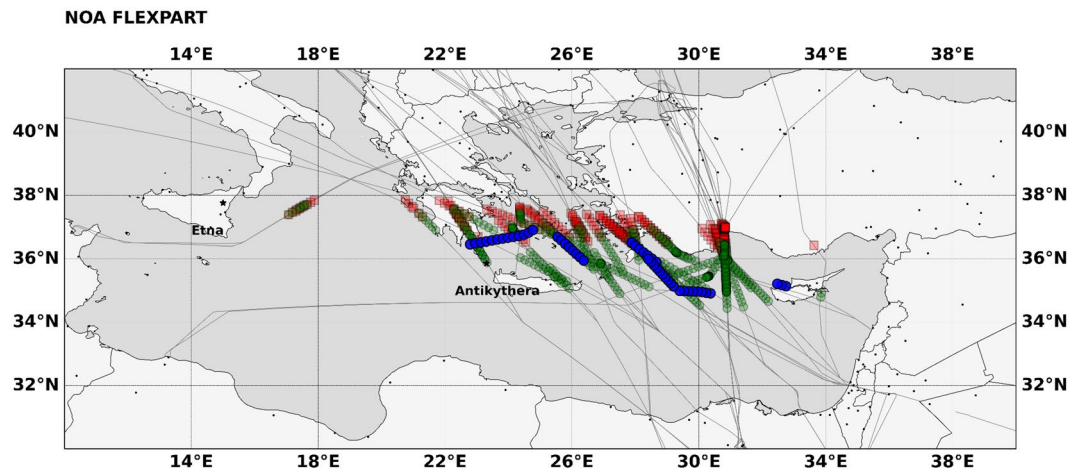 NOA FLEXPART
14°E 18°E 22°E 26°E 30°E 34°E 38°E
40°N 40°N
38°N 38°N
Etna
36°N 36°N
Antikythera
34°N 34°N
32°N 32°N
14°E 18°E 22°E 26°E 30°E 34°E 38°E